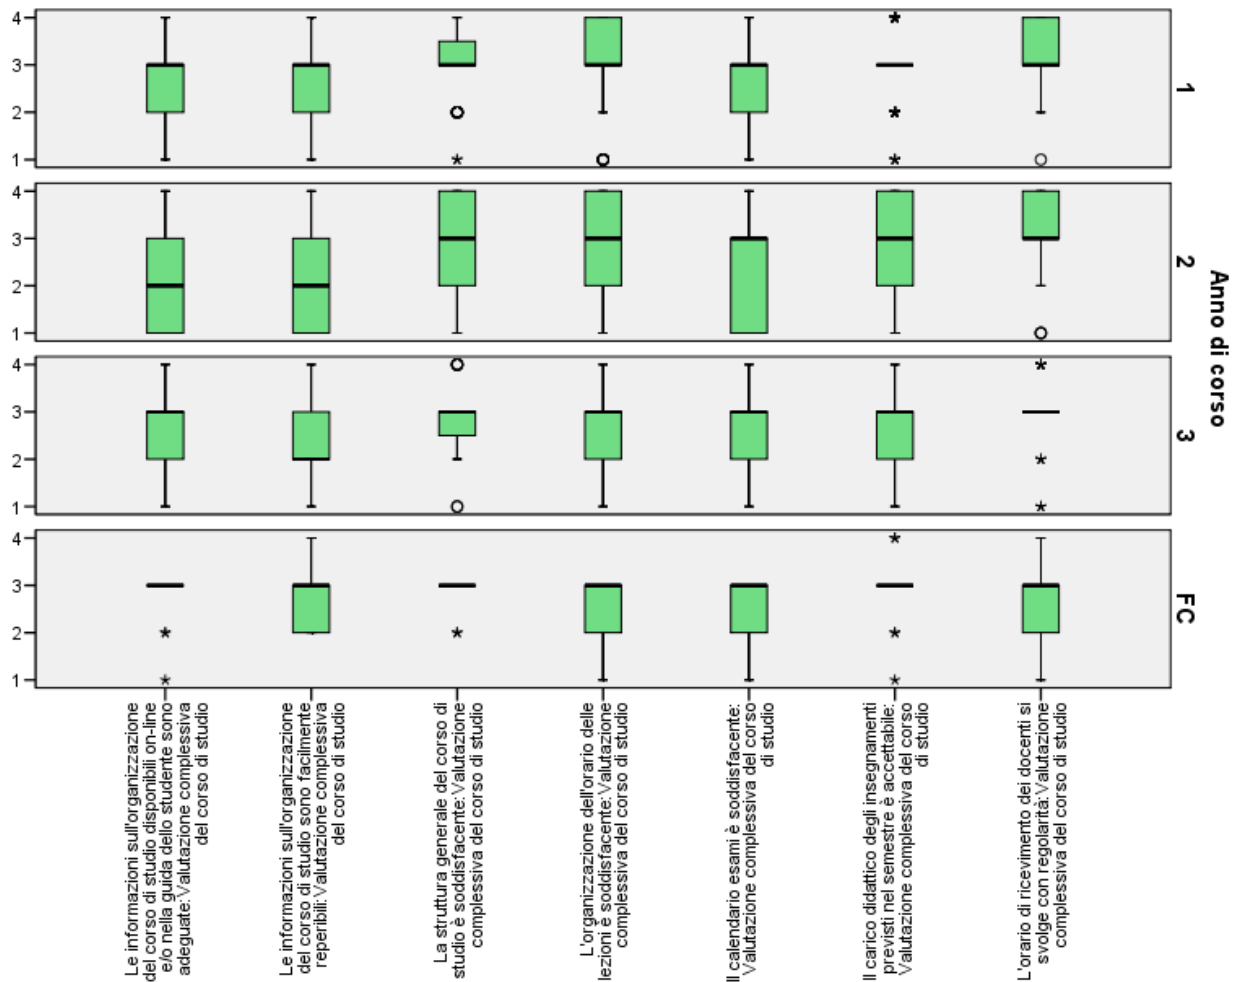 4
3
2
1
1
4
3
2
1
2
4
3
2
1
3
4
3
2
1
FC
Anno di corso
Le informazioni sull'organizzazione
del corso di studio disponibili on-line
e/o nella guida dello studente sono
adeguate:Valutazione complessiva
del corso di studio
Le informazioni sull'organizzazione
del corso di studio sono facilmente
reperibili:Valutazione complessiva
del corso di studio
La struttura generale del corso di
studio è soddisfacente:Valutazione
complessiva del corso di studio
L'organizzazione dell'orario delle
lezioni è soddisfacente:Valutazione
complessiva del corso di studio
Il calendario esami è soddisfacente:
Valutazione complessiva del corso
di studio
Il carico didattico degli insegnamenti
previsti nel semestre è accettabile:
Valutazione complessiva del corso
di studio
L'orario di ricevimento dei docenti si
svolge con regolarità:Valutazione
complessiva del corso di studio